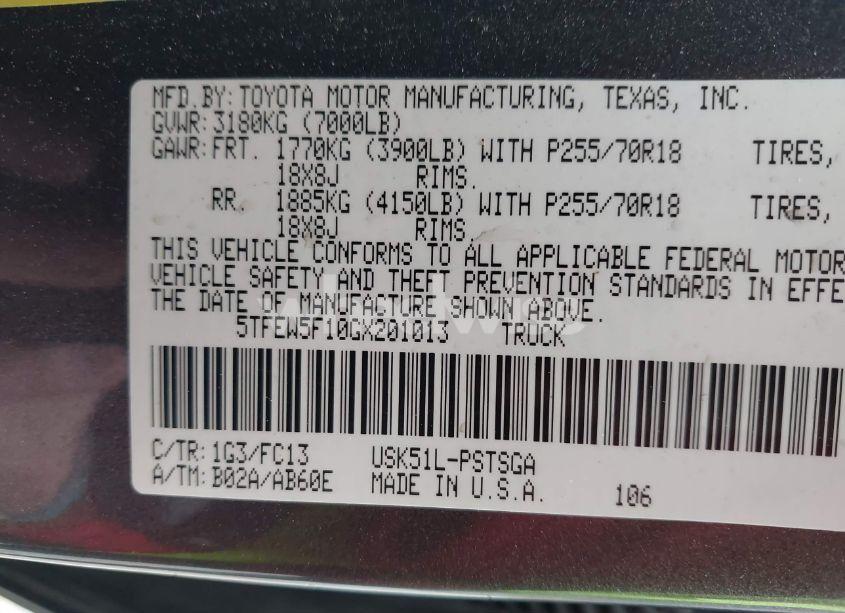 MFD.BY:TOYOTA MOTOR MANUFACTURING, TEXAS, INC.
GVWR:3180KG (7000LB)
GAWR:FRT. 1770KG (3900LB) WITH P255/70R18 TIRES,
18X8J RIMS.
RR. 1885KG (4150LB) WITH P255/70R18 TIRES,
18X8J RIMS
THIS VEHICLE CONFORMS TO ALL APPLICABLE FEDERAL MOTOR
VEHICLE SAFETY AND THEFT PREVENTION STANDARDS IN EFFE
THE DATE OF MANUFACTURE SHOWN ABOVE.
5TFEW5F10GX201013 TRUCK
C/TR:1G3/FC13 USK51L-PSTSGA
A/TM:B02A/AB60E MADE IN U.S.A. 106